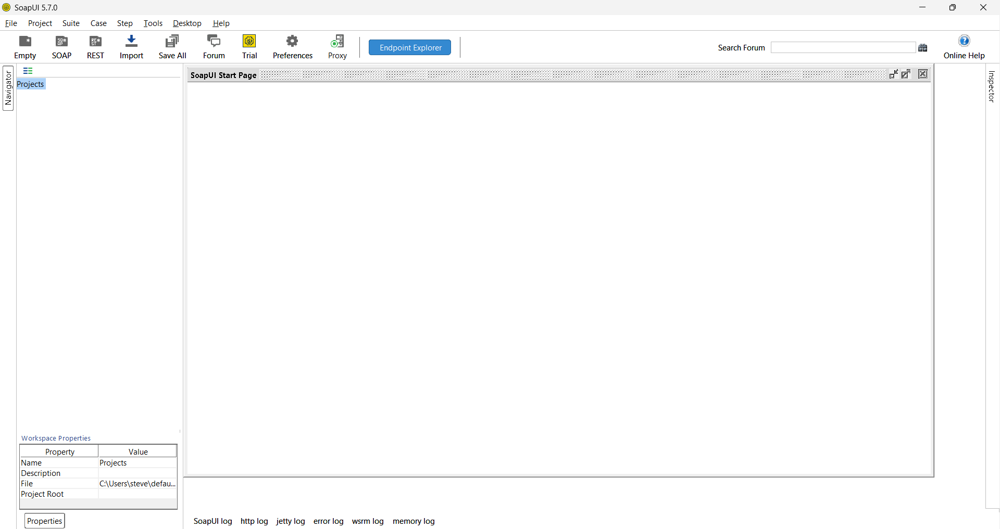 SoapUI 5.7.0
File Project Suite Case Step Tools Desktop Help
Empty SOAP REST Import Save All Forum Trial Preferences Proxy Endpoint Explorer Search Forum Online Help
Navigator
Projects
SoapUI Start Page
Inspector
Workspace Properties
Property Value
Name Projects
Description
File C:\Users\steve\defau...
Project Root
Properties
SoapUI log http log jetty log error log wsrm log memory log